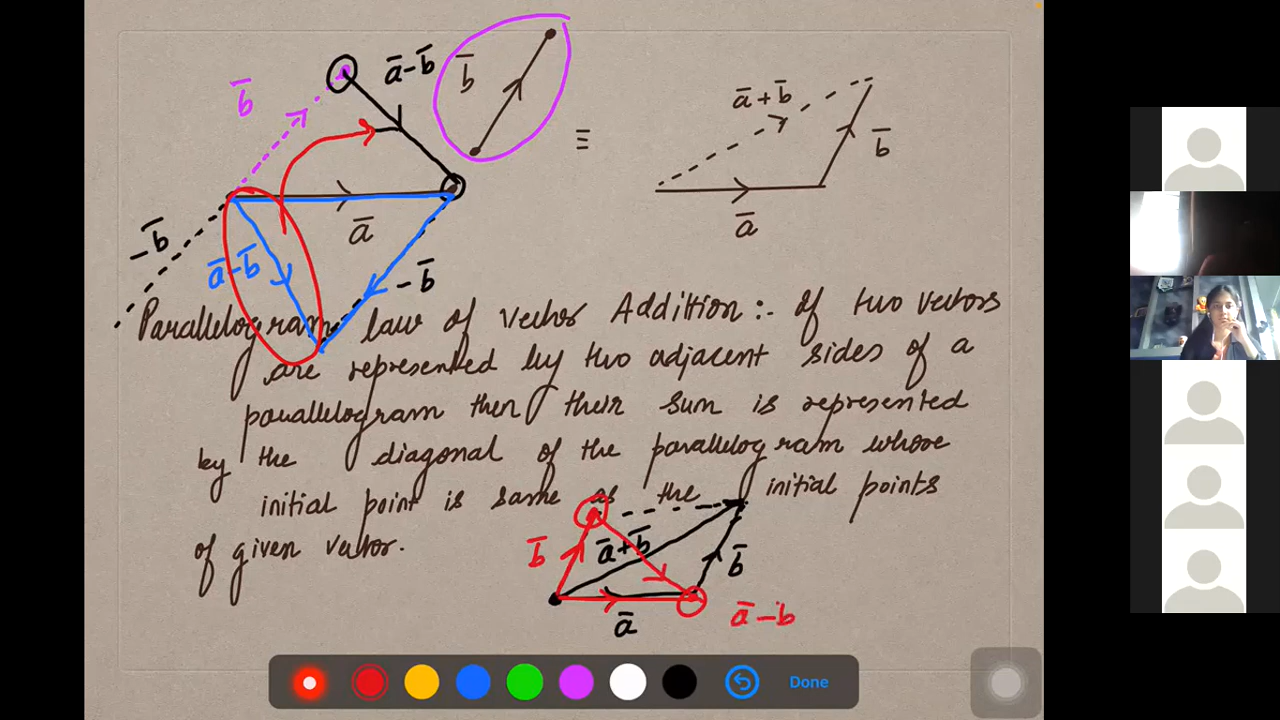 b̄
ā-b̄
b̄
≡
ā+b̄
b̄
ā
ā
-b̄
ā-b̄
-b̄
Parallelogram law of vector Addition :- If two vectors
are represented by two adjacent sides of a
parallelogram then their sum is represented
by the diagonal of the parallelogram whose
initial point is same as the initial points
of given vector.
b̄
ā+b̄
b̄
ā
ā-b
Done